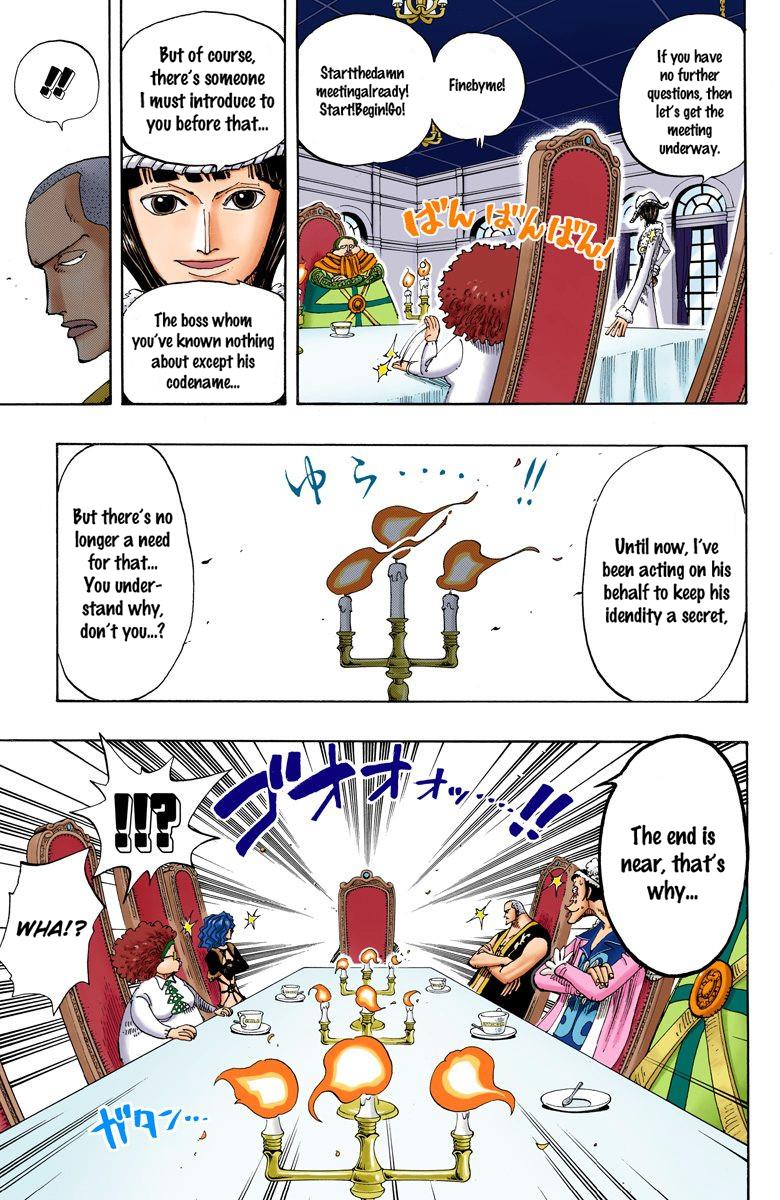 If you have
no further
questions, then
let's get the
meeting
underway.
Finebyme!
Startthedamn
meetingalready!
Start!Begin!Go!
ばん ばんばん!
But of course,
there's someone
I must introduce to
you before that...
The boss whom
you've known nothing
about except his
codename...
!!
Until now, I've
been acting on his
behalf to keep his
idendity a secret,
ゆら・・・・・!!
But there's no
longer a need
for that...
You under-
stand why,
don't you...?
The end is
near, that's
why...
ゴオオオォッ……!!
!!?
WHA!?
ガタン…